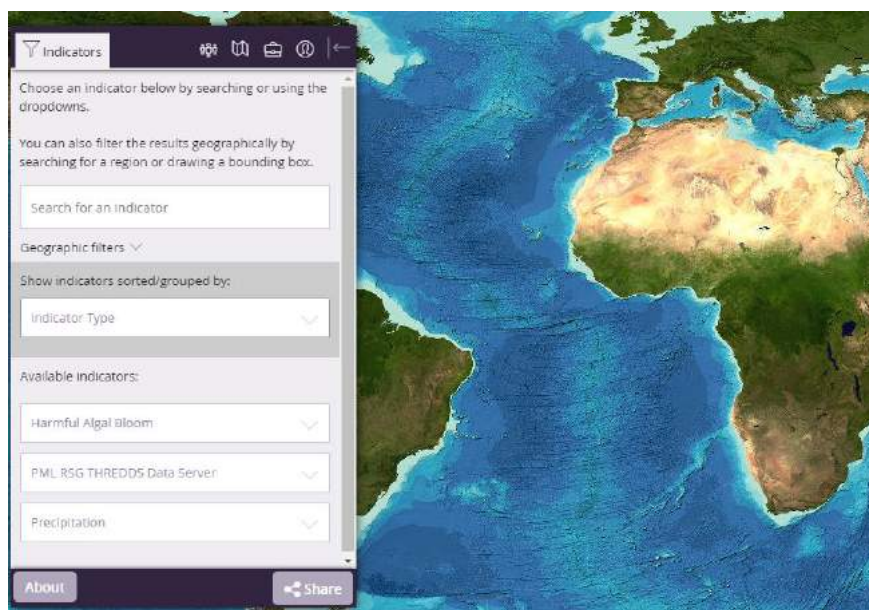 Indicators
Choose an indicator below by searching or using the
dropdowns.
You can also filter the results geographically by
searching for a region or drawing a bounding box.
Search for an indicator
Geographic filters
Show indicators sorted/grouped by:
Indicator Type
Available indicators:
Harmful Algal Bloom
PML RSG THREDDS Data Server
Precipitation
About
Share